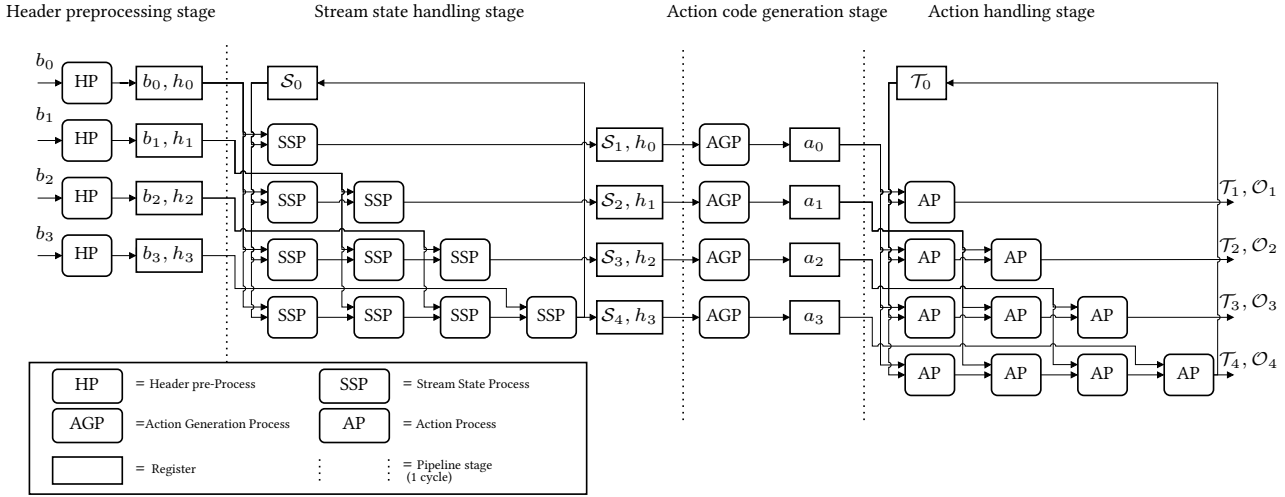 Header preprocessing stage
Stream state handling stage
Action code generation stage
Action handling stage
b₀
HP
b₀, h₀
𝒮₀
𝒯₀
b₁
HP
b₁, h₁
SSP
𝒮₁, h₀
AGP
a₀
b₂
HP
b₂, h₂
SSP
SSP
𝒮₂, h₁
AGP
a₁
AP
𝒯₁, 𝒪₁
b₃
HP
b₃, h₃
SSP
SSP
SSP
𝒮₃, h₂
AGP
a₂
AP
AP
𝒯₂, 𝒪₂
SSP
SSP
SSP
SSP
𝒮₄, h₃
AGP
a₃
AP
AP
AP
𝒯₃, 𝒪₃
AP
AP
AP
AP
𝒯₄, 𝒪₄
HP
= Header pre-Process
SSP
= Stream State Process
AGP
=Action Generation Process
AP
= Action Process
= Register
= Pipeline stage
(1 cycle)